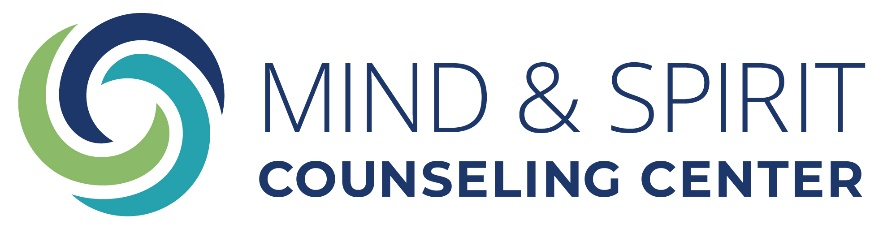 MIND & SPIRIT
COUNSELING CENTER